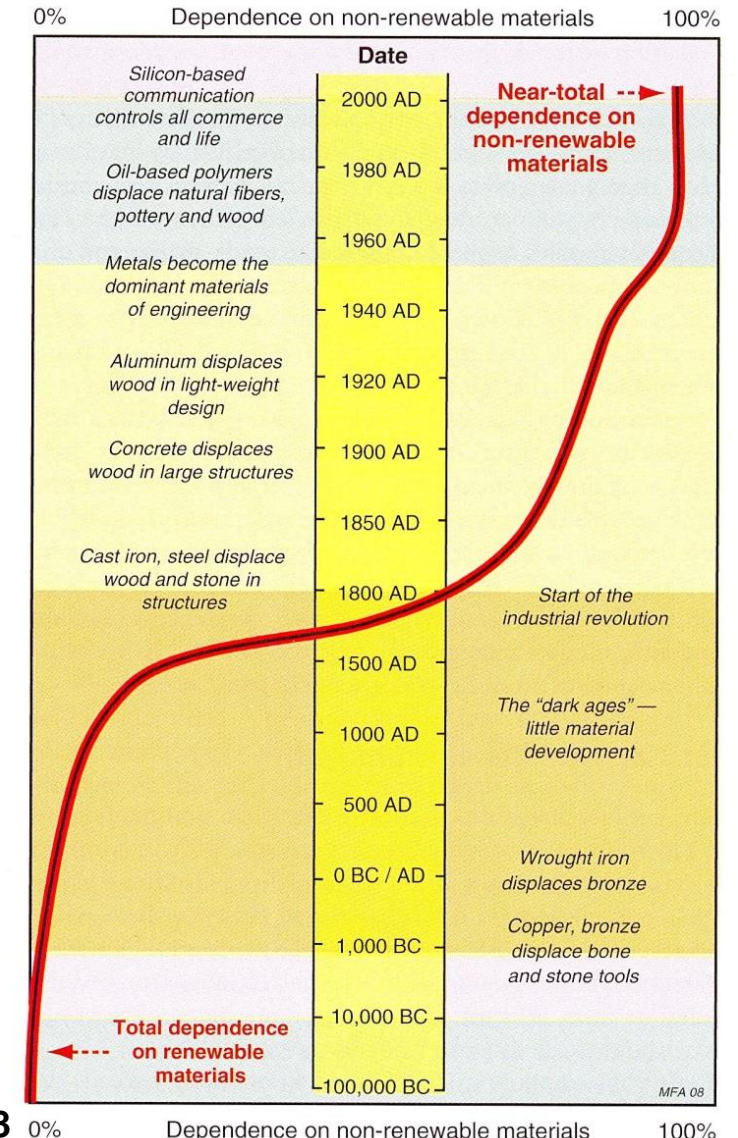 0% Dependence on non-renewable materials 100%
Date
Silicon-based
communication
controls all commerce
and life
Oil-based polymers
displace natural fibers,
pottery and wood
Metals become the
dominant materials
of engineering
Aluminum displaces
wood in light-weight
design
Concrete displaces
wood in large structures
Cast iron, steel displace
wood and stone in
structures
Total dependence
on renewable
materials
2000 AD
1980 AD
1960 AD
1940 AD
1920 AD
1900 AD
1850 AD
1800 AD
1500 AD
1000 AD
500 AD
0 BC / AD
1,000 BC
10,000 BC
100,000 BC
Near-total
dependence on
non-renewable
materials
Start of the
industrial revolution
The “dark ages” —
little material
development
Wrought iron
displaces bronze
Copper, bronze
displace bone
and stone tools
MFA 08
3
0% Dependence on non-renewable materials 100%